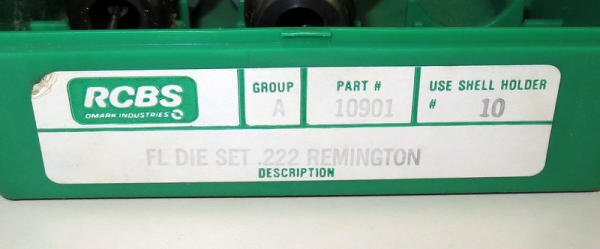 RCBS
OMARK INDUSTRIES
GROUP
A
PART #
10901
USE SHELL HOLDER
# 10
FL DIE SET .222 REMINGTON
DESCRIPTION